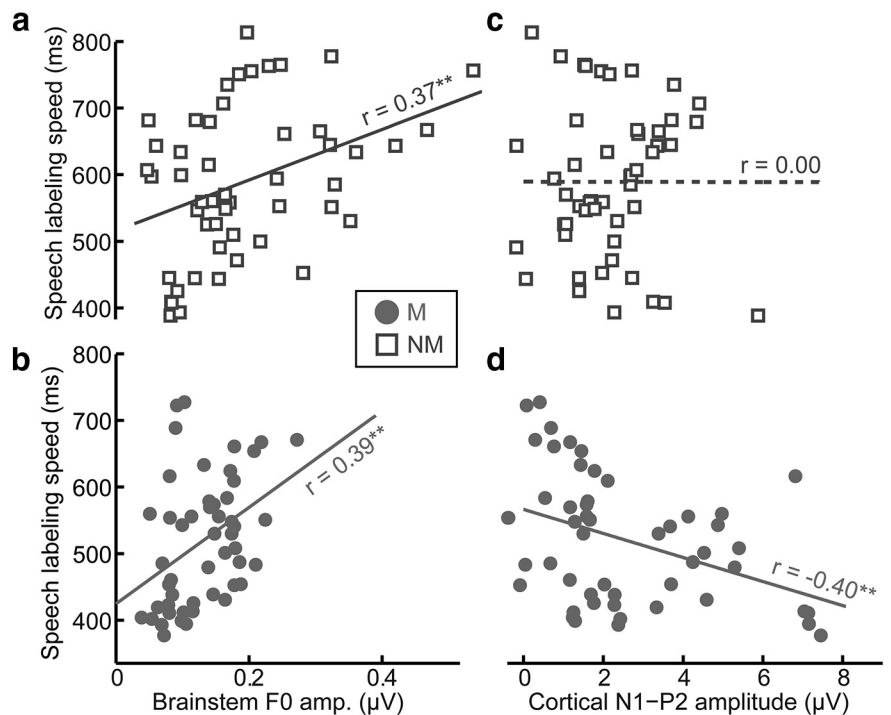 a
c
Speech labeling speed (ms)
800
700
600
500
400
r = 0.37**
r = 0.00
M
NM
b
d
Speech labeling speed (ms)
800
700
600
500
400
r = 0.39**
r = -0.40**
0 0.2 0.4
0 2 4 6 8
Brainstem F0 amp. (µV)
Cortical N1−P2 amplitude (µV)